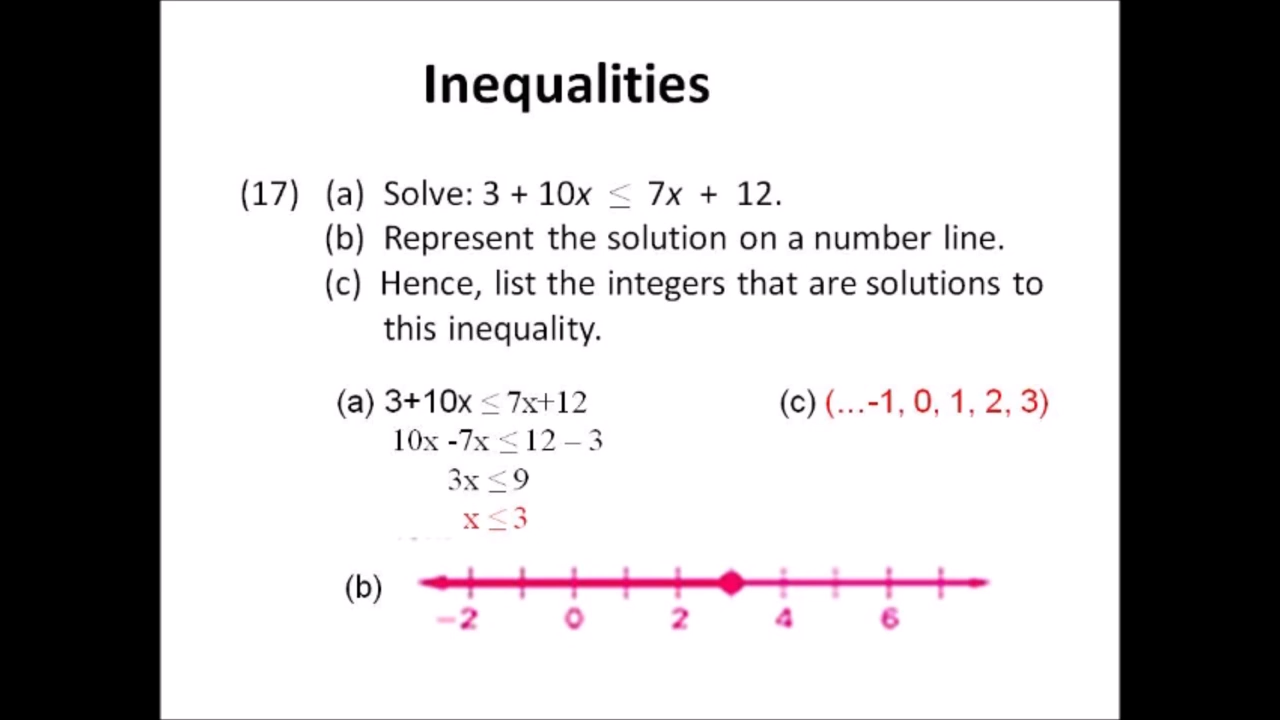 Inequalities
(17) (a) Solve: 3 + 10x ≤ 7x + 12.
(b) Represent the solution on a number line.
(c) Hence, list the integers that are solutions to
this inequality.
(a) 3+10x ≤ 7x+12
10x -7x ≤ 12 – 3
3x ≤ 9
x ≤ 3
(c) (...-1, 0, 1, 2, 3)
(b)
−2 0 2 4 6